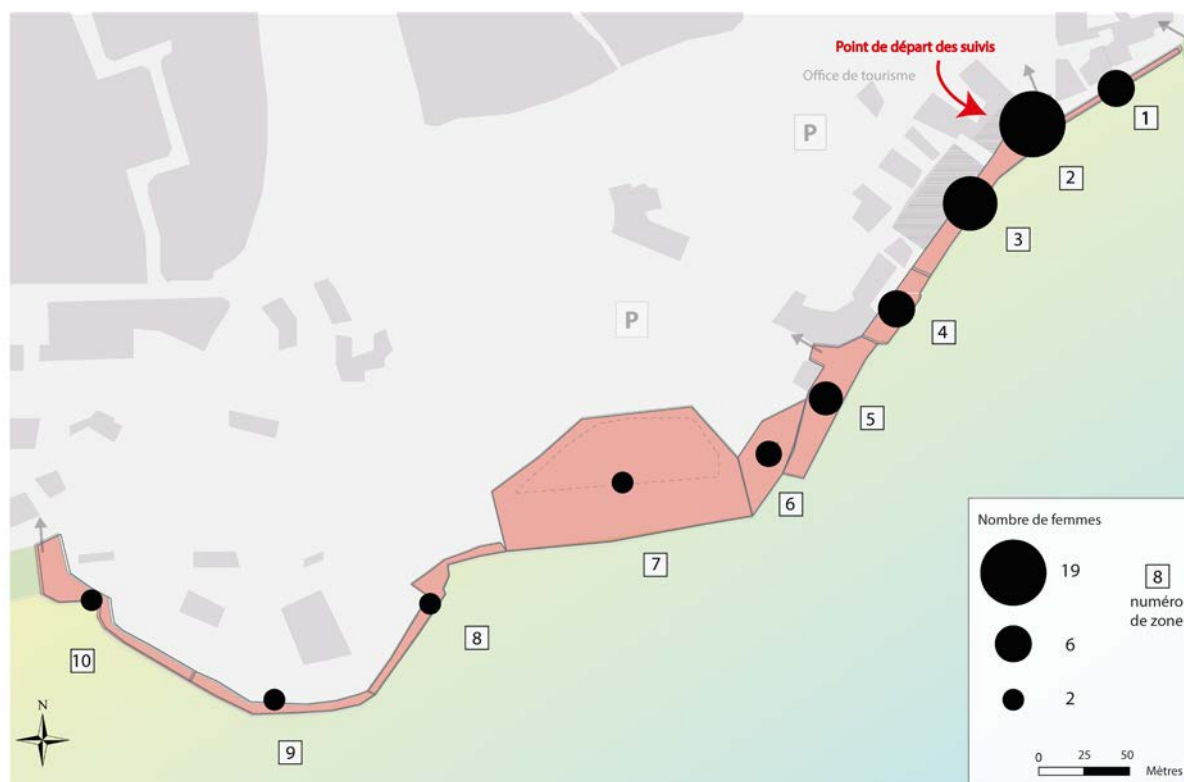 Point de départ des suivis
Office de tourisme
P
1
2
3
P
4
5
6
7
8
10
9
N
Nombre de femmes
19
8
numéro
de zone
6
2
0 25 50
Mètres